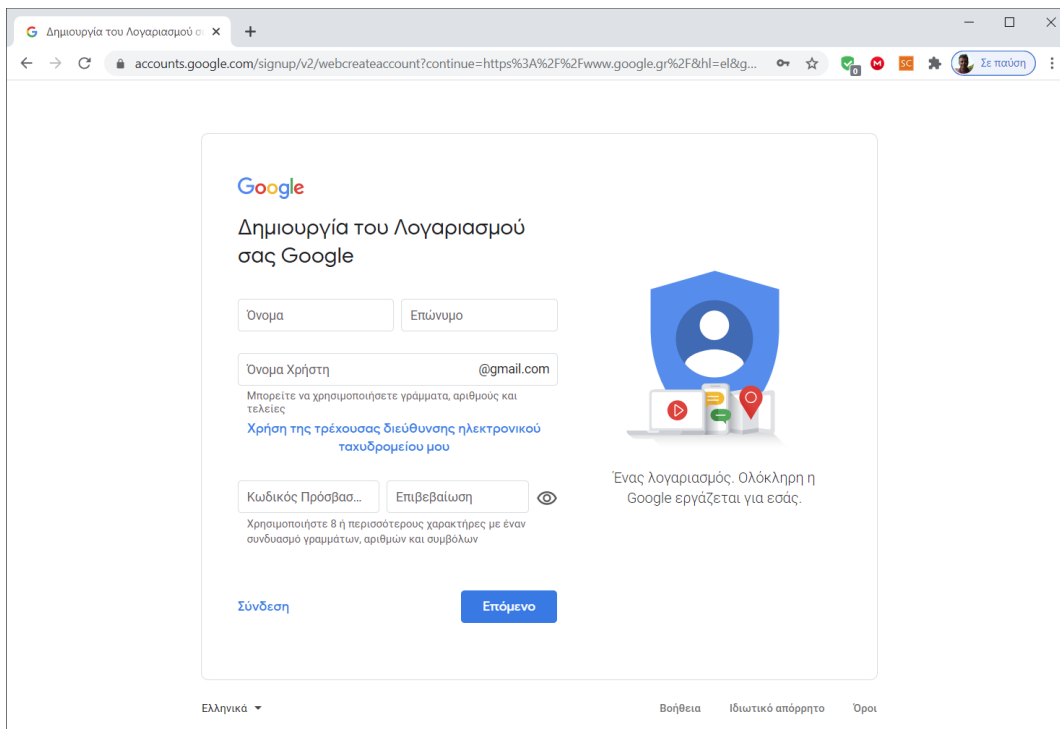 Δημιουργία του Λογαριασμού σ
accounts.google.com/signup/v2/webcreateaccount?continue=https%3A%2F%2Fwww.google.gr%2F&hl=el&g...
0
M
SC
Σε παύση
Google
Δημιουργία του Λογαριασμού
σας Google
Όνομα
Επώνυμο
Όνομα Χρήστη
@gmail.com
Μπορείτε να χρησιμοποιήσετε γράμματα, αριθμούς και
τελείες
Χρήση της τρέχουσας διεύθυνσης ηλεκτρονικού
ταχυδρομείου μου
Κωδικός Πρόσβασ...
Επιβεβαίωση
Χρησιμοποιήστε 8 ή περισσότερους χαρακτήρες με έναν
συνδυασμό γραμμάτων, αριθμών και συμβόλων
Σύνδεση
Επόμενο
Ένας λογαριασμός. Ολόκληρη η
Google εργάζεται για εσάς.
Ελληνικά
Βοήθεια
Ιδιωτικό απόρρητο
Όροι